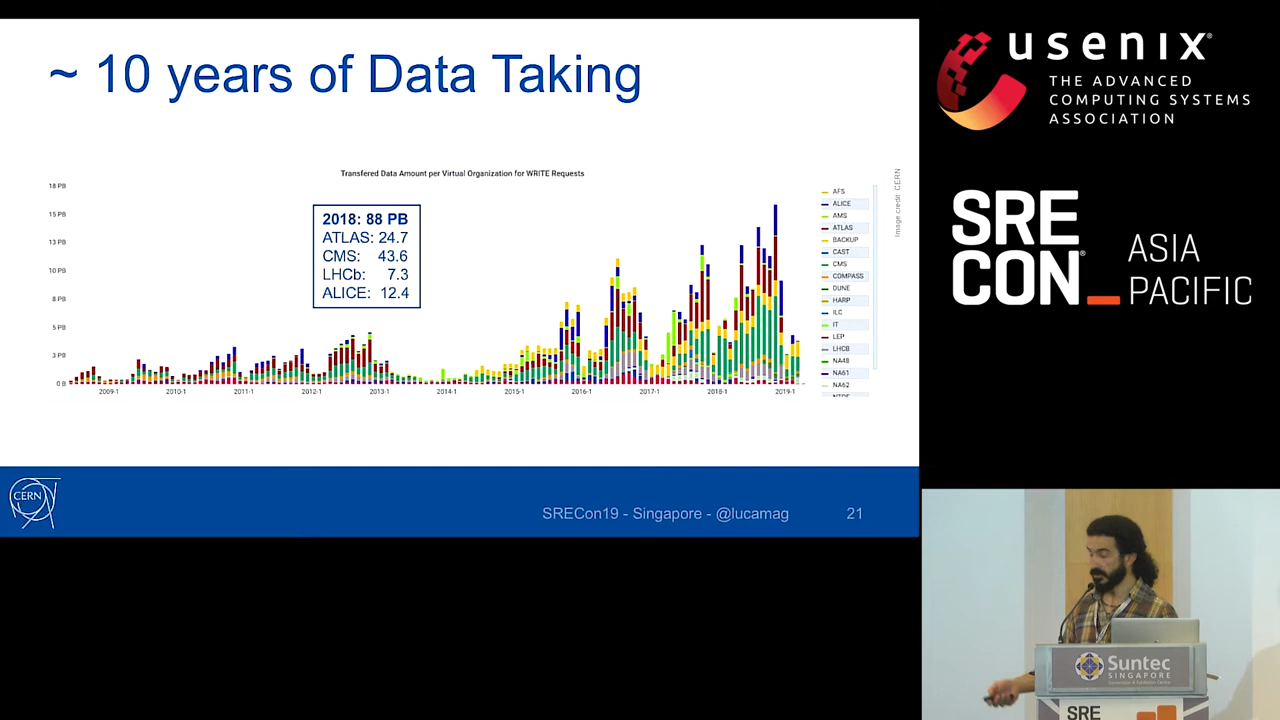 ~ 10 years of Data Taking
Transfered Data Amount per Virtual Organization for WRITE Requests
18 PB
15 PB
13 PB
10 PB
8 PB
5 PB
3 PB
0 B
2009-1
2010-1
2011-1
2012-1
2013-1
2014-1
2015-1
2016-1
2017-1
2018-1
2019-1
2018: 88 PB
ATLAS: 24.7
CMS: 43.6
LHCb: 7.3
ALICE: 12.4
AFS
ALICE
AMS
ATLAS
BACKUP
CAST
CMS
COMPASS
DUNE
HARP
ILC
IT
LEP
LHCB
NA48
NA61
NA62
Image credit: CERN
CERN
SRECon19 - Singapore - @lucamag
21
usenix®
THE ADVANCED
COMPUTING SYSTEMS
ASSOCIATION
SRE
CON®_
ASIA
PACIFIC
Suntec
SINGAPORE
SRE